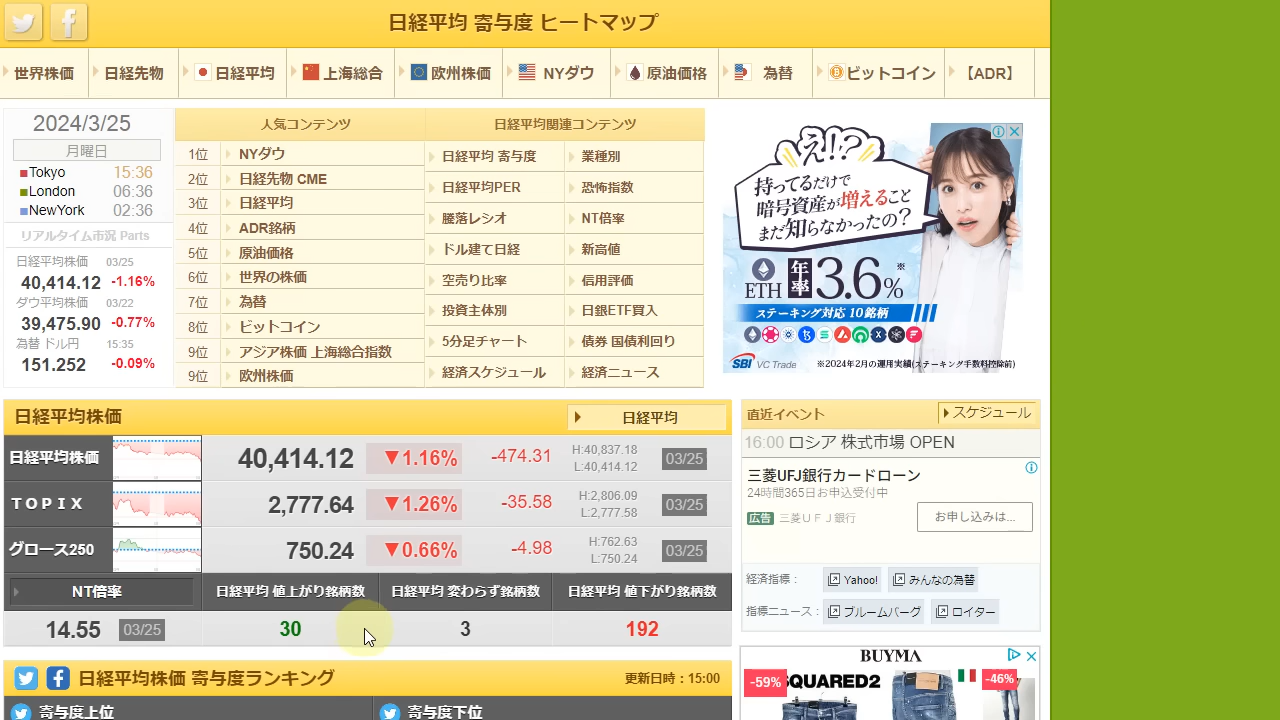 日経平均 寄与度 ヒートマップ
世界株価 日経先物 日経平均 上海総合 欧州株価 NYダウ 原油価格 為替 ビットコイン 【ADR】
2024/3/25
月曜日
Tokyo 15:36
London 06:36
NewYork 02:36
リアルタイム市況 Parts
日経平均株価 03/25
40,414.12 -1.16%
ダウ平均株価 03/22
39,475.90 -0.77%
為替 ドル円 15:35
151.252 -0.09%
人気コンテンツ
1位 NYダウ
2位 日経先物 CME
3位 日経平均
4位 ADR銘柄
5位 原油価格
6位 世界の株価
7位 為替
8位 ビットコイン
9位 アジア株価 上海総合指数
9位 欧州株価
日経平均関連コンテンツ
日経平均 寄与度 業種別
日経平均PER 恐怖指数
騰落レシオ NT倍率
ドル建て日経 新高値
空売り比率 信用評価
投資主体別 日銀ETF買入
5分足チャート 債券 国債利回り
経済スケジュール 経済ニュース
え!?
持ってるだけで
暗号資産が増えること
まだ知らなかったの?
ETH 年率 3.6%※
ステーキング対応 10銘柄
SBI VC Trade ※2024年2月の運用実績(ステーキング手数料控除前)
日経平均株価 日経平均
日経平均株価 40,414.12 ▼1.16% -474.31 H:40,837.18 L:40,414.12 03/25
TOPIX 2,777.64 ▼1.26% -35.58 H:2,806.09 L:2,777.58 03/25
グロース250 750.24 ▼0.66% -4.98 H:762.63 L:750.24 03/25
NT倍率 日経平均 値上がり銘柄数 日経平均 変わらず銘柄数 日経平均 値下がり銘柄数
14.55 03/25 30 3 192
日経平均株価 寄与度ランキング 更新日時：15:00
寄与度上位 寄与度下位
直近イベント スケジュール
16:00 ロシア 株式市場 OPEN
三菱UFJ銀行カードローン
24時間365日お申込受付中
広告 三菱ＵＦＪ銀行 お申し込みは...
経済指標： Yahoo! みんなの為替
指標ニュース： ブルームバーグ ロイター
BUYMA
-59% SQUARED2 -46%